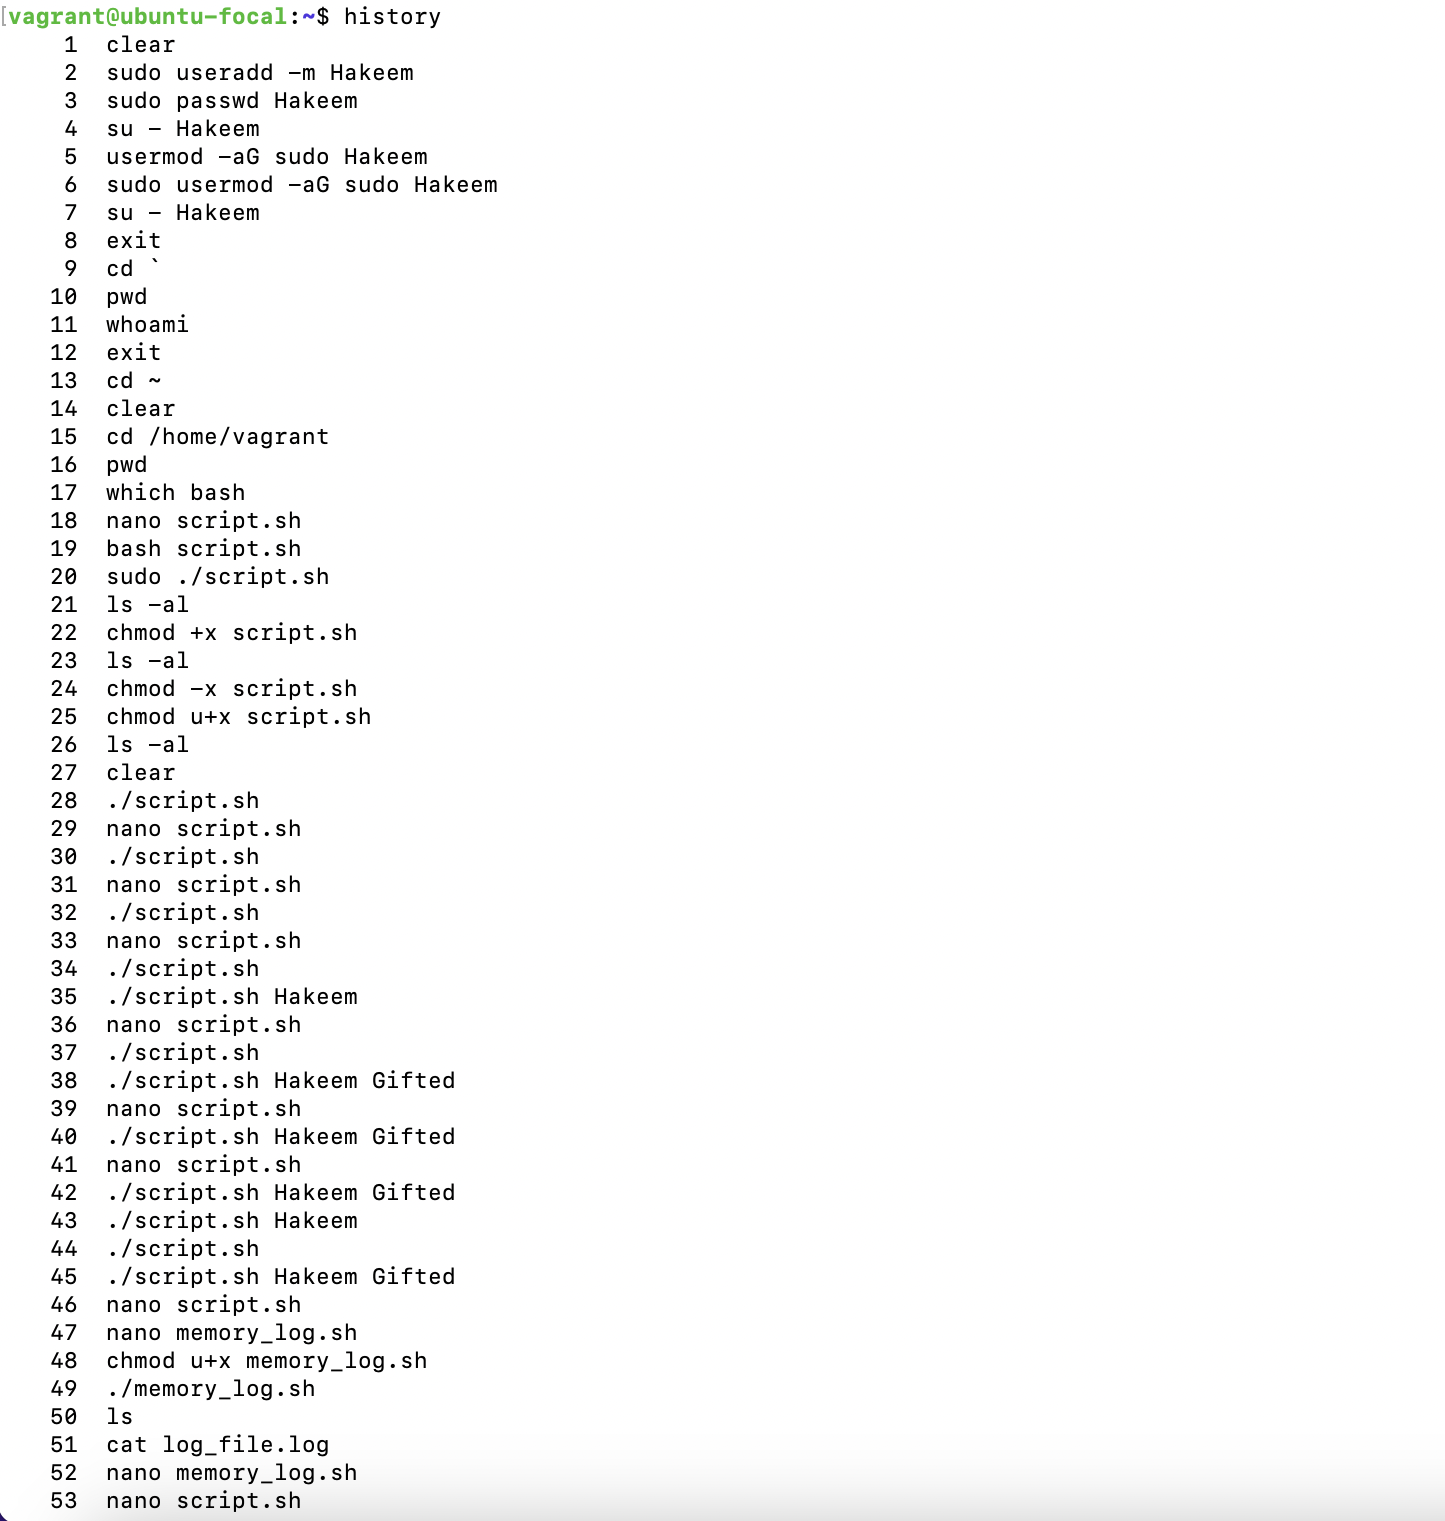 [vagrant@ubuntu-focal:~$ history
1 clear
2 sudo useradd -m Hakeem
3 sudo passwd Hakeem
4 su - Hakeem
5 usermod -aG sudo Hakeem
6 sudo usermod -aG sudo Hakeem
7 su - Hakeem
8 exit
9 cd `
10 pwd
11 whoami
12 exit
13 cd ~
14 clear
15 cd /home/vagrant
16 pwd
17 which bash
18 nano script.sh
19 bash script.sh
20 sudo ./script.sh
21 ls -al
22 chmod +x script.sh
23 ls -al
24 chmod -x script.sh
25 chmod u+x script.sh
26 ls -al
27 clear
28 ./script.sh
29 nano script.sh
30 ./script.sh
31 nano script.sh
32 ./script.sh
33 nano script.sh
34 ./script.sh
35 ./script.sh Hakeem
36 nano script.sh
37 ./script.sh
38 ./script.sh Hakeem Gifted
39 nano script.sh
40 ./script.sh Hakeem Gifted
41 nano script.sh
42 ./script.sh Hakeem Gifted
43 ./script.sh Hakeem
44 ./script.sh
45 ./script.sh Hakeem Gifted
46 nano script.sh
47 nano memory_log.sh
48 chmod u+x memory_log.sh
49 ./memory_log.sh
50 ls
51 cat log_file.log
52 nano memory_log.sh
53 nano script.sh